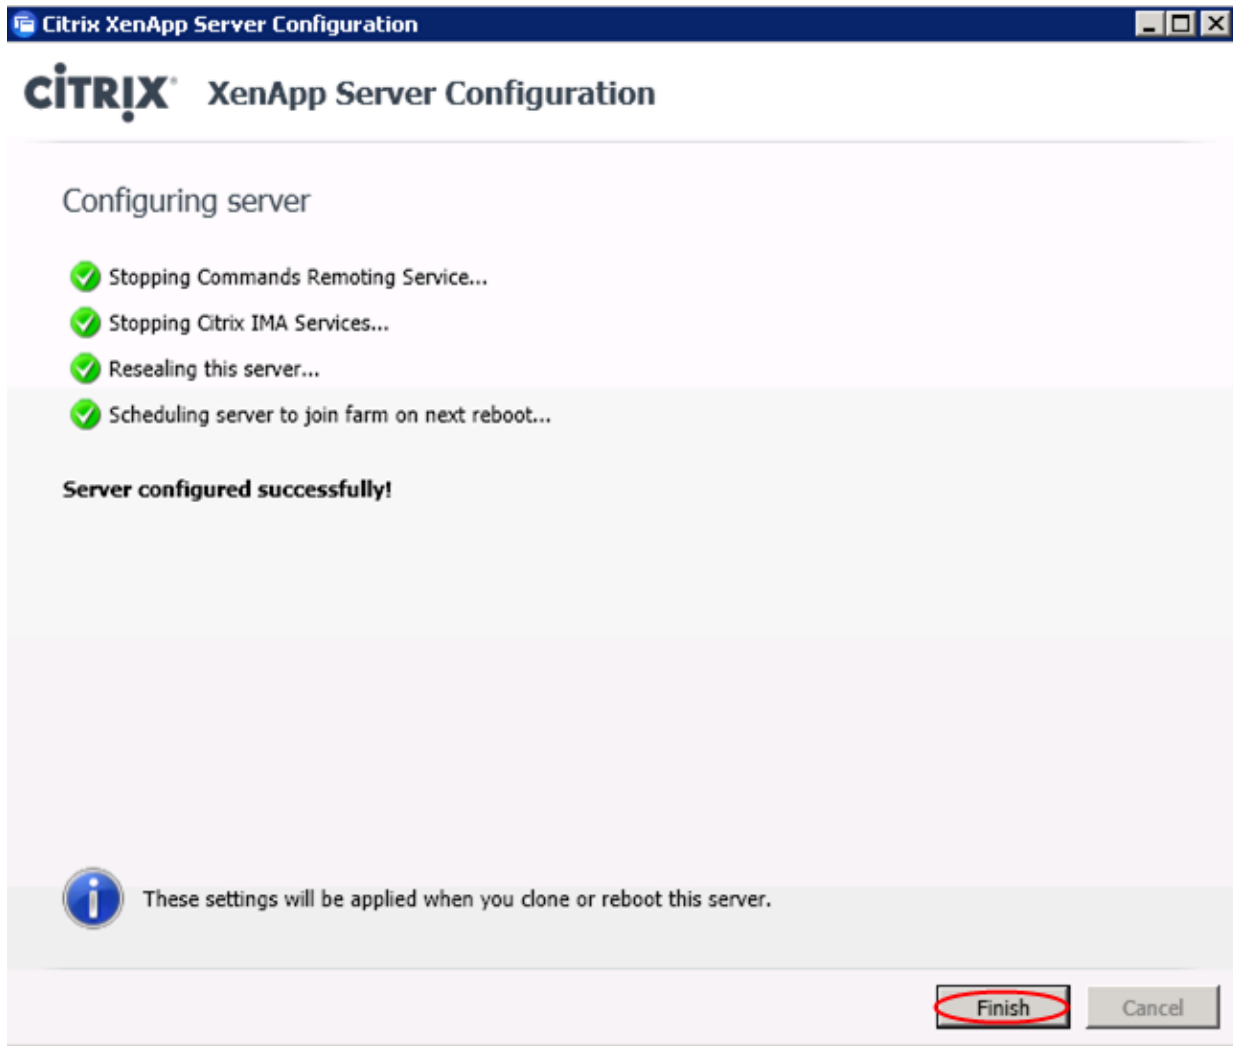 Citrix XenApp Server Configuration
CİTRỊX XenApp Server Configuration
Configuring server
Stopping Commands Remoting Service...
Stopping Citrix IMA Services...
Resealing this server...
Scheduling server to join farm on next reboot...
Server configured successfully!
These settings will be applied when you clone or reboot this server.
Finish Cancel